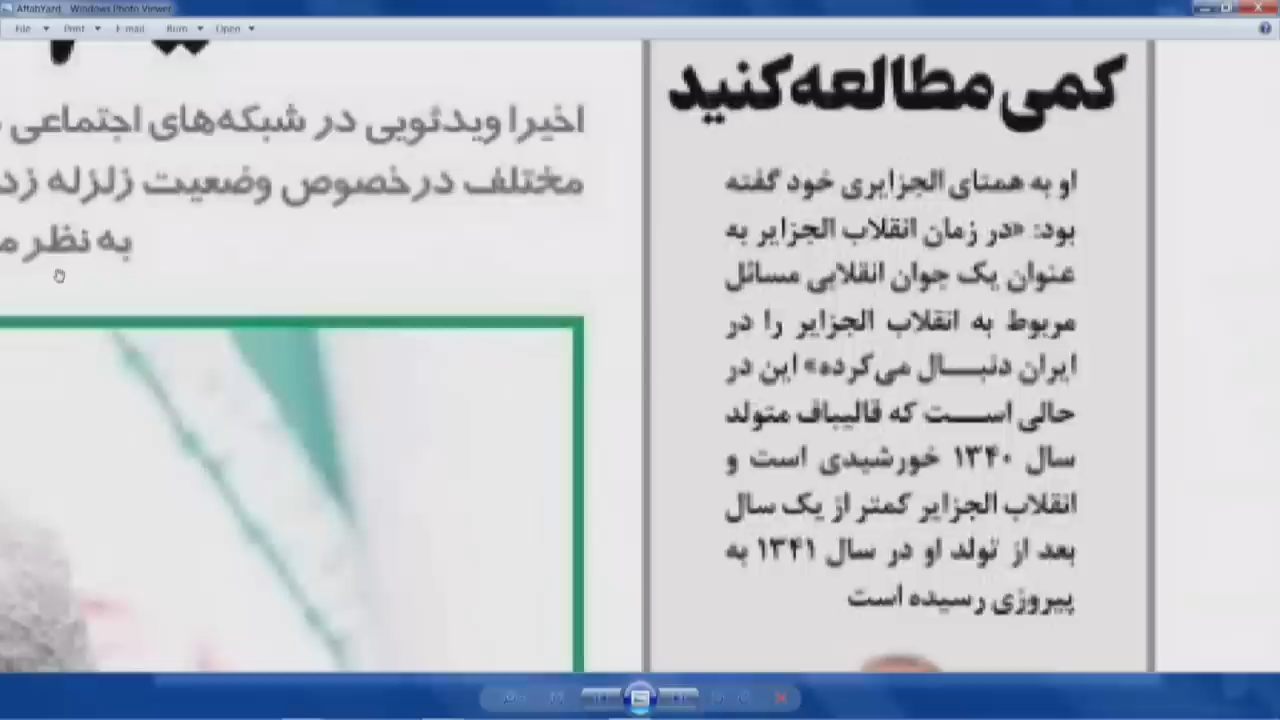 AftabYard - Windows Photo Viewer
File Print E-mail Burn Open
کمی مطالعه کنید
او به همتای الجزایری خود گفته
بود: «در زمان انقلاب الجزایر به
عنوان یک جوان انقلابی مسائل
مربوط به انقلاب الجزایر را در
ایران دنبال می‌کرده» این در
حالی است که قالیباف متولد
سال ۱۳۴۰ خورشیدی است و
انقلاب الجزایر کمتر از یک سال
بعد از تولد او در سال ۱۳۴۱ به
پیروزی رسیده است
اخیرا ویدئویی در شبکه‌های اجتماعی
مختلف در خصوص وضعیت زلزله
به نظر